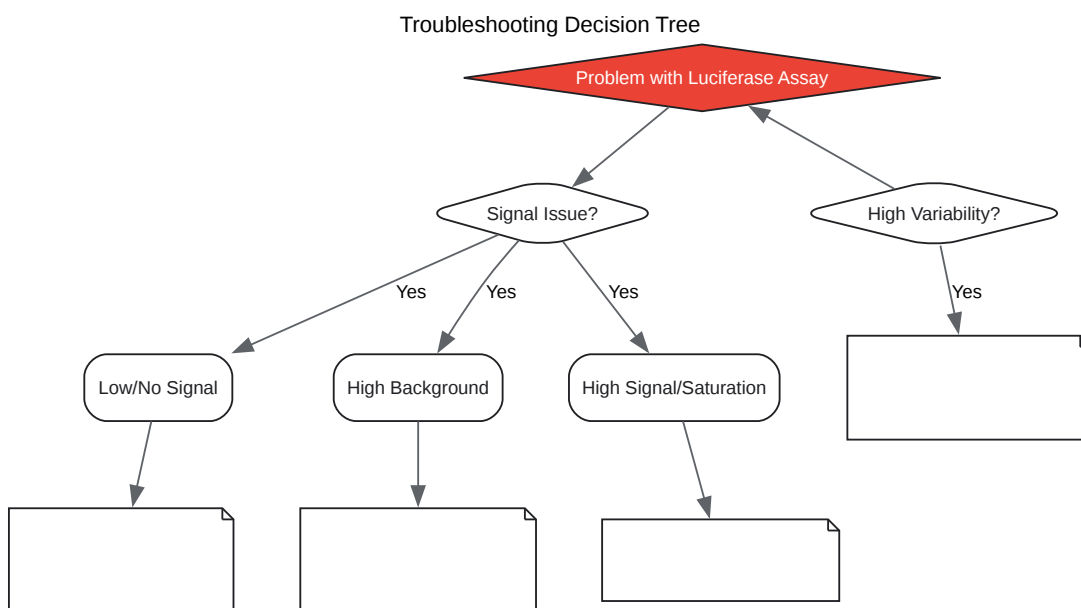 Troubleshooting Decision Tree
Problem with Luciferase Assay
Signal Issue?
High Variability?
Yes
Yes
Yes
Yes
Low/No Signal
High Background
High Signal/Saturation